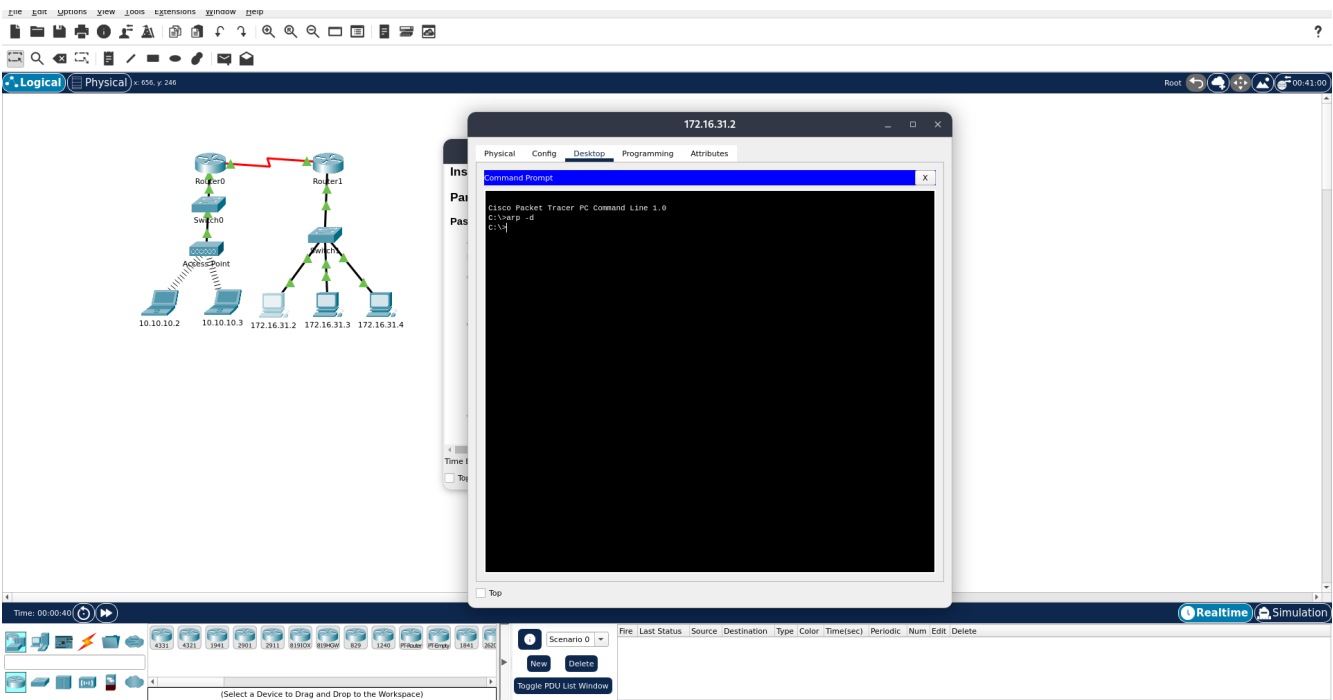 File Edit Options View Tools Extensions Window Help
?
Logical Physical x: 656, y: 246 Root 00:41:00
Router0 Router1
Switch0
Access Point
10.10.10.2 10.10.10.3 172.16.31.2 172.16.31.3 172.16.31.4
Ins
Par
Pas
Time
To
172.16.31.2
Physical Config Desktop Programming Attributes
Command Prompt X
Cisco Packet Tracer PC Command Line 1.0
C:\>arp -d
C:\>
Top
Time: 00:00:40 Realtime Simulation
4331 4321 1941 2901 2911 819IOX 819HGW 829 1240 PT-Router PT-Empty 1841
(Select a Device to Drag and Drop to the Workspace)
Scenario 0
New Delete
Toggle PDU List Window
Fire Last Status Source Destination Type Color Time(sec) Periodic Num Edit Delete